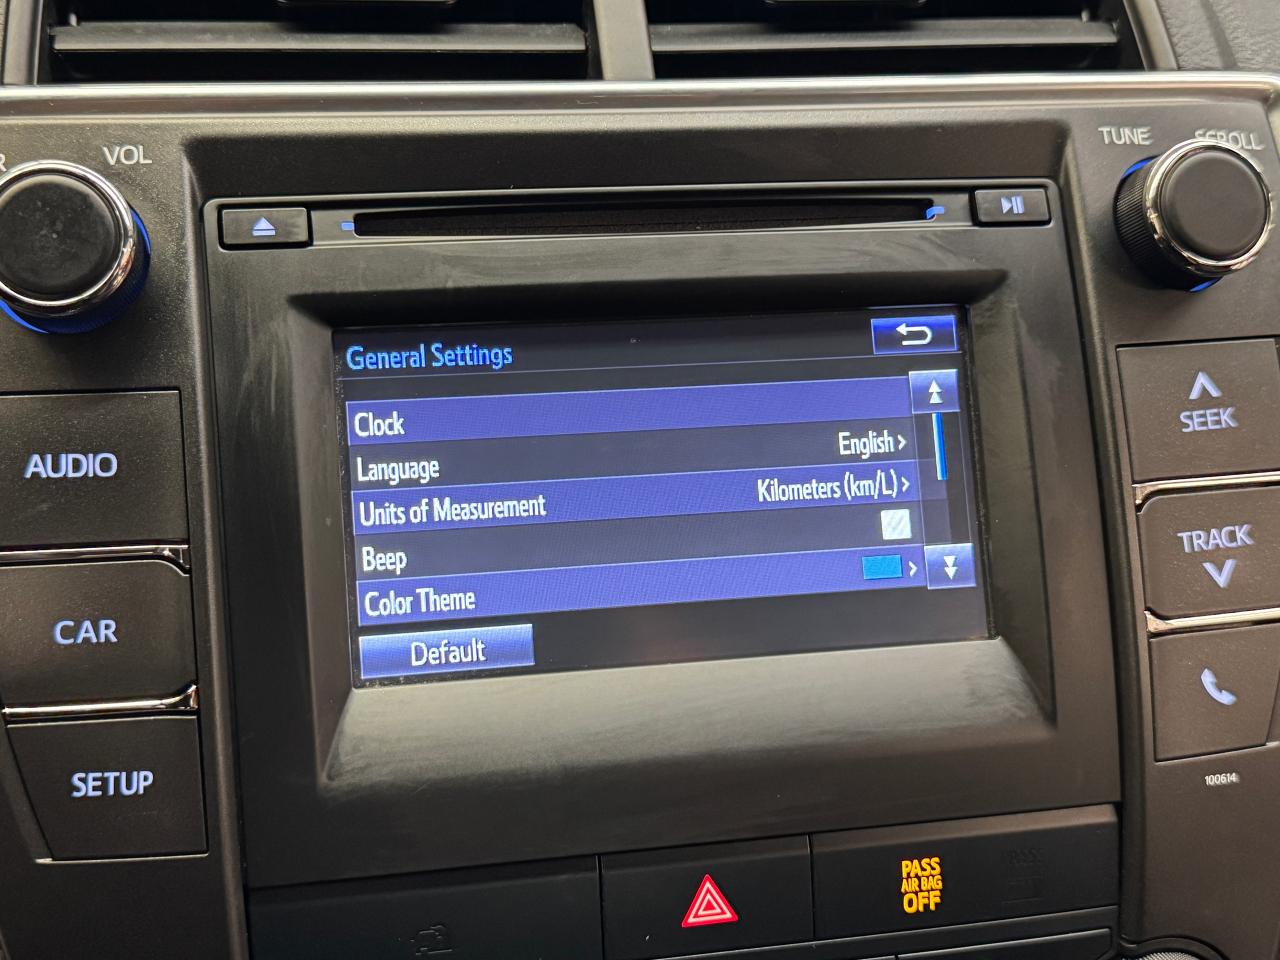 VOL
TUNE
SCROLL
General Settings
Clock
Language English >
Units of Measurement Kilometers (km/L) >
Beep
Color Theme >
Default
AUDIO
CAR
SETUP
SEEK
TRACK
100614
PASS
AIR BAG
OFF